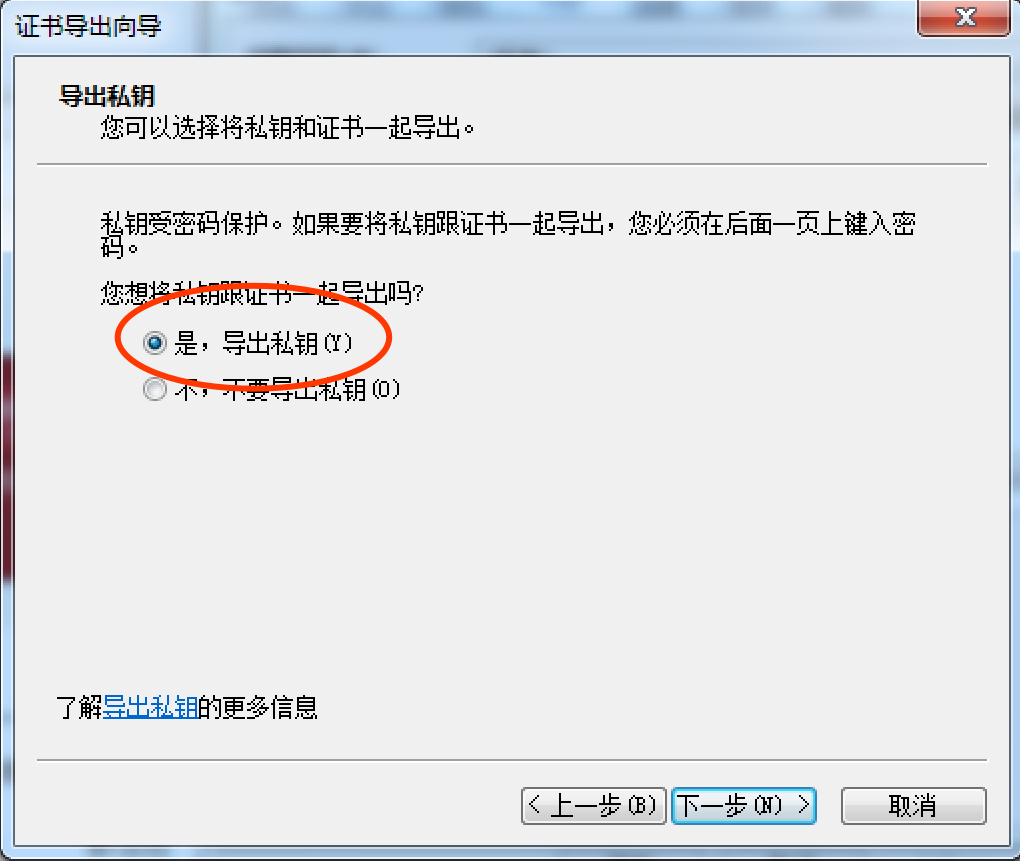 证书导出向导
导出私钥
您可以选择将私钥和证书一起导出。
私钥受密码保护。如果要将私钥跟证书一起导出，您必须在后面一页上键入密
码。
您想将私钥跟证书一起导出吗？
是，导出私钥(Y)
不，不要导出私钥(O)
了解导出私钥的更多信息
< 上一步(B) 下一步(N) > 取消